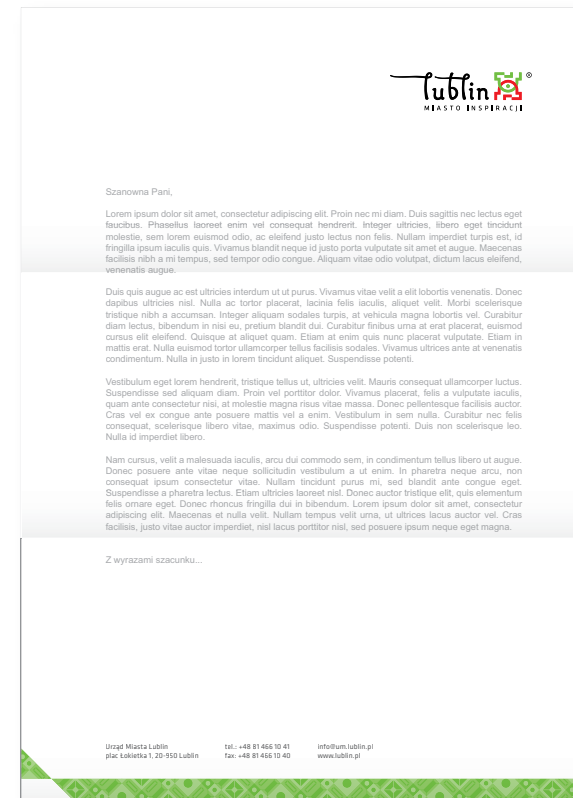 lublin ®
MIASTO INSPIRACJI
Szanowna Pani,
Lorem ipsum dolor sit amet, consectetur adipiscing elit. Proin nec mi diam. Duis sagittis nec lectus eget
faucibus. Phasellus laoreet enim vel consequat hendrerit. Integer ultricies, libero eget tincidunt
molestie, sem lorem euismod odio, ac eleifend justo lectus non felis. Nullam imperdiet turpis est, id
fringilla ipsum iaculis quis. Vivamus blandit neque id justo porta vulputate sit amet et augue. Maecenas
facilisis nibh a mi tempus, sed tempor odio congue. Aliquam vitae odio volutpat, dictum lacus eleifend,
venenatis augue.
Duis quis augue ac est ultricies interdum ut ut purus. Vivamus vitae velit a elit lobortis venenatis. Donec
dapibus ultricies nisl. Nulla ac tortor placerat, lacinia felis iaculis, aliquet velit. Morbi scelerisque
tristique nibh a accumsan. Integer aliquam sodales turpis, at vehicula magna lobortis vel. Curabitur
diam lectus, bibendum in nisi eu, pretium blandit dui. Curabitur finibus urna at erat placerat, euismod
cursus elit eleifend. Quisque at aliquet quam. Etiam at enim quis nunc placerat vulputate. Etiam in
mattis erat. Nulla euismod tortor ullamcorper tellus facilisis sodales. Vivamus ultrices ante at venenatis
condimentum. Nulla in justo in lorem tincidunt aliquet. Suspendisse potenti.
Vestibulum eget lorem hendrerit, tristique tellus ut, ultricies velit. Mauris consequat ullamcorper luctus.
Suspendisse sed aliquam diam. Proin vel porttitor dolor. Vivamus placerat, felis a vulputate iaculis,
quam ante consectetur nisi, at molestie magna risus vitae massa. Donec pellentesque facilisis auctor.
Cras vel ex congue ante posuere mattis vel a enim. Vestibulum in sem nulla. Curabitur nec felis
consequat, scelerisque libero vitae, maximus odio. Suspendisse potenti. Duis non scelerisque leo.
Nulla id imperdiet libero.
Nam cursus, velit a malesuada iaculis, arcu dui commodo sem, in condimentum tellus libero ut augue.
Donec posuere ante vitae neque sollicitudin vestibulum a ut enim. In pharetra neque arcu, non
consequat ipsum consectetur vitae. Nullam tincidunt purus mi, sed blandit ante congue eget.
Suspendisse a pharetra lectus. Etiam ultricies laoreet nisl. Donec auctor tristique elit, quis elementum
felis ornare eget. Donec rhoncus fringilla dui in bibendum. Lorem ipsum dolor sit amet, consectetur
adipiscing elit. Maecenas et nulla velit. Nullam tempus velit urna, ut ultrices lacus auctor vel. Cras
facilisis, justo vitae auctor imperdiet, nisl lacus porttitor nisl, sed posuere ipsum neque eget magna.
Z wyrazami szacunku...
Urząd Miasta Lublin tel.: +48 81 466 10 41 info@um.lublin.pl
plac Łokietka 1, 20-950 Lublin fax: +48 81 466 10 40 www.lublin.pl